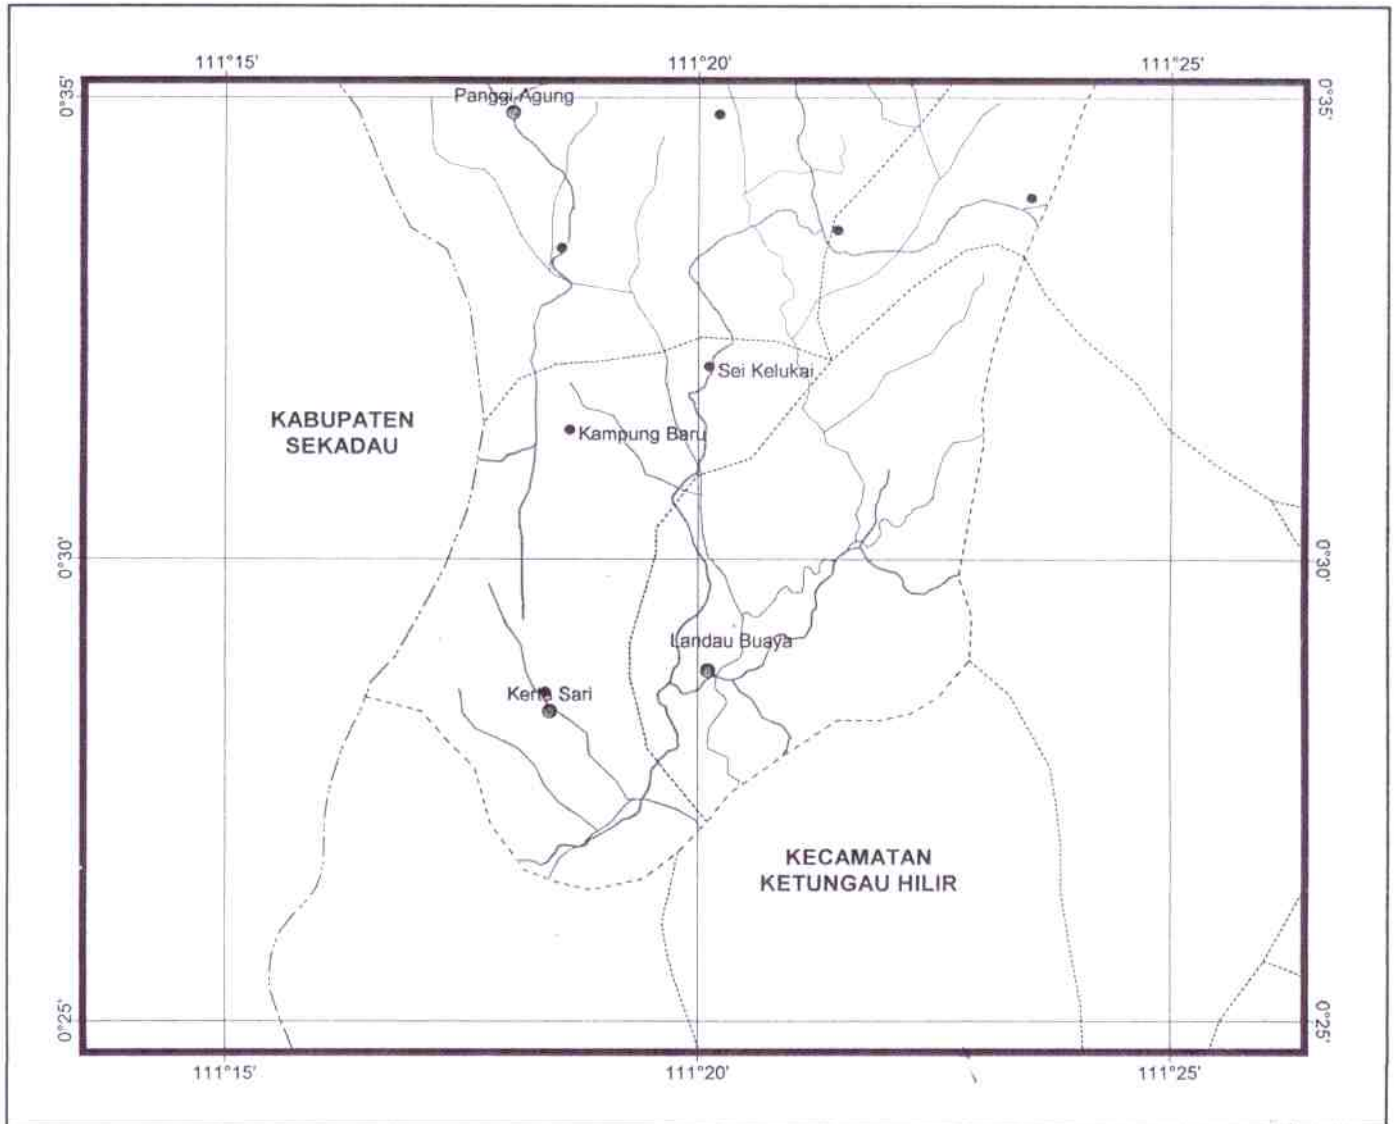 111°15' 111°20' 111°25'
0°35' 0°35'
Panggi Agung
Sei Kelukai
KABUPATEN
SEKADAU
Kampung Baru
0°30' 0°30'
Landau Buaya
Kerta Sari
KECAMATAN
KETUNGAU HILIR
0°25' 0°25'
111°15' 111°20' 111°25'